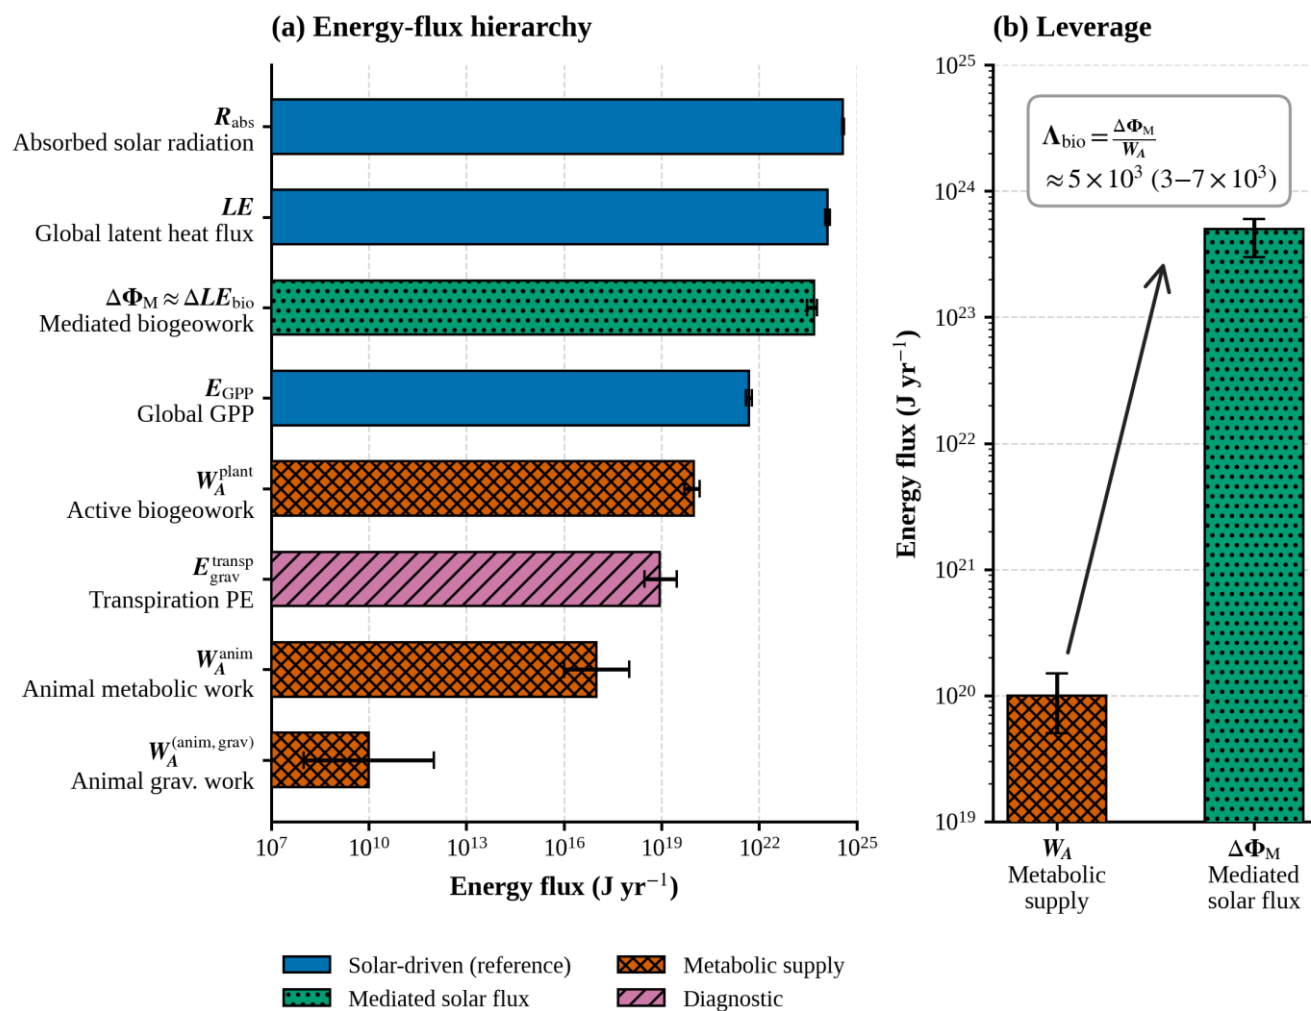 (a) Energy-flux hierarchy
R_abs
Absorbed solar radiation
LE
Global latent heat flux
ΔΦ_M ≈ ΔLE_bio
Mediated biogeowork
E_GPP
Global GPP
W_A^plant
Active biogeowork
E_grav^transp
Transpiration PE
W_A^anim
Animal metabolic work
W_A^(anim, grav)
Animal grav. work
10^7 10^10 10^13 10^16 10^19 10^22 10^25
Energy flux (J yr^−1)
(b) Leverage
10^25
10^24
10^23
10^22
10^21
10^20
10^19
Energy flux (J yr^−1)
Λ_bio = ΔΦ_M / W_A
≈ 5 × 10^3 (3−7 × 10^3)
W_A
Metabolic
supply
ΔΦ_M
Mediated
solar flux
Solar-driven (reference)
Mediated solar flux
Metabolic supply
Diagnostic